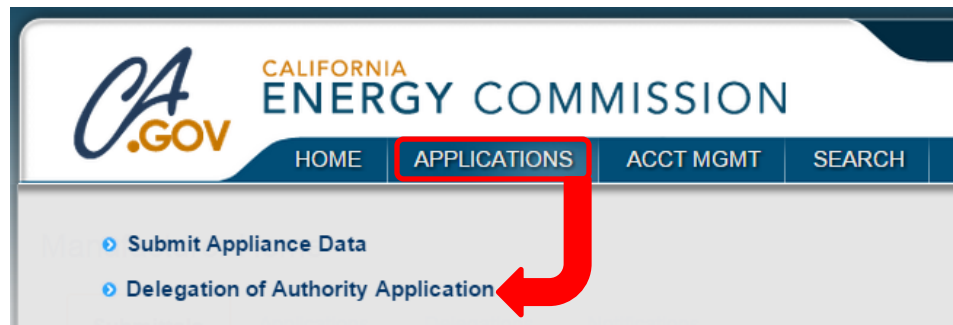 CA.GOV
CALIFORNIA
ENERGY COMMISSION
HOME APPLICATIONS ACCT MGMT SEARCH
Submit Appliance Data
Delegation of Authority Application